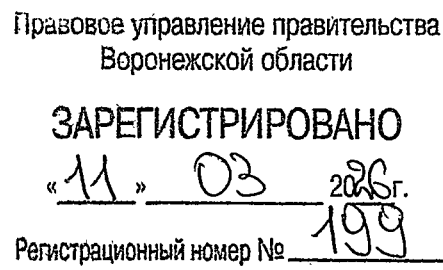 Правовое управление правительства
Воронежской области
ЗАРЕГИСТРИРОВАНО
«11» 03 2026г.
Регистрационный номер № 199